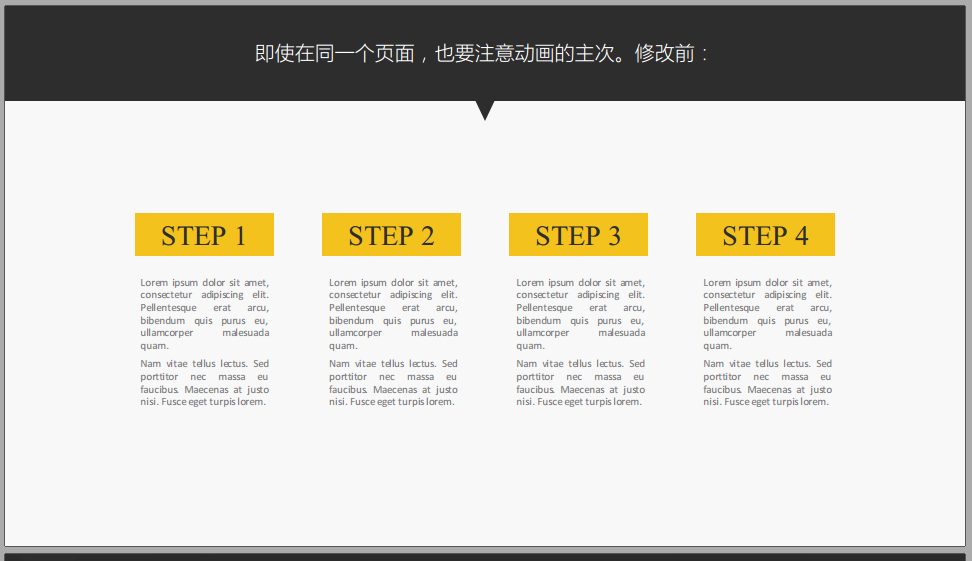 即使在同一个页面，也要注意动画的主次。修改前：
STEP 1
Lorem ipsum dolor sit amet,
consectetur adipiscing elit.
Pellentesque erat arcu,
bibendum quis purus eu,
ullamcorper malesuada
quam.
Nam vitae tellus lectus. Sed
porttitor nec massa eu
faucibus. Maecenas at justo
nisi. Fusce eget turpis lorem.
STEP 2
Lorem ipsum dolor sit amet,
consectetur adipiscing elit.
Pellentesque erat arcu,
bibendum quis purus eu,
ullamcorper malesuada
quam.
Nam vitae tellus lectus. Sed
porttitor nec massa eu
faucibus. Maecenas at justo
nisi. Fusce eget turpis lorem.
STEP 3
Lorem ipsum dolor sit amet,
consectetur adipiscing elit.
Pellentesque erat arcu,
bibendum quis purus eu,
ullamcorper malesuada
quam.
Nam vitae tellus lectus. Sed
porttitor nec massa eu
faucibus. Maecenas at justo
nisi. Fusce eget turpis lorem.
STEP 4
Lorem ipsum dolor sit amet,
consectetur adipiscing elit.
Pellentesque erat arcu,
bibendum quis purus eu,
ullamcorper malesuada
quam.
Nam vitae tellus lectus. Sed
porttitor nec massa eu
faucibus. Maecenas at justo
nisi. Fusce eget turpis lorem.